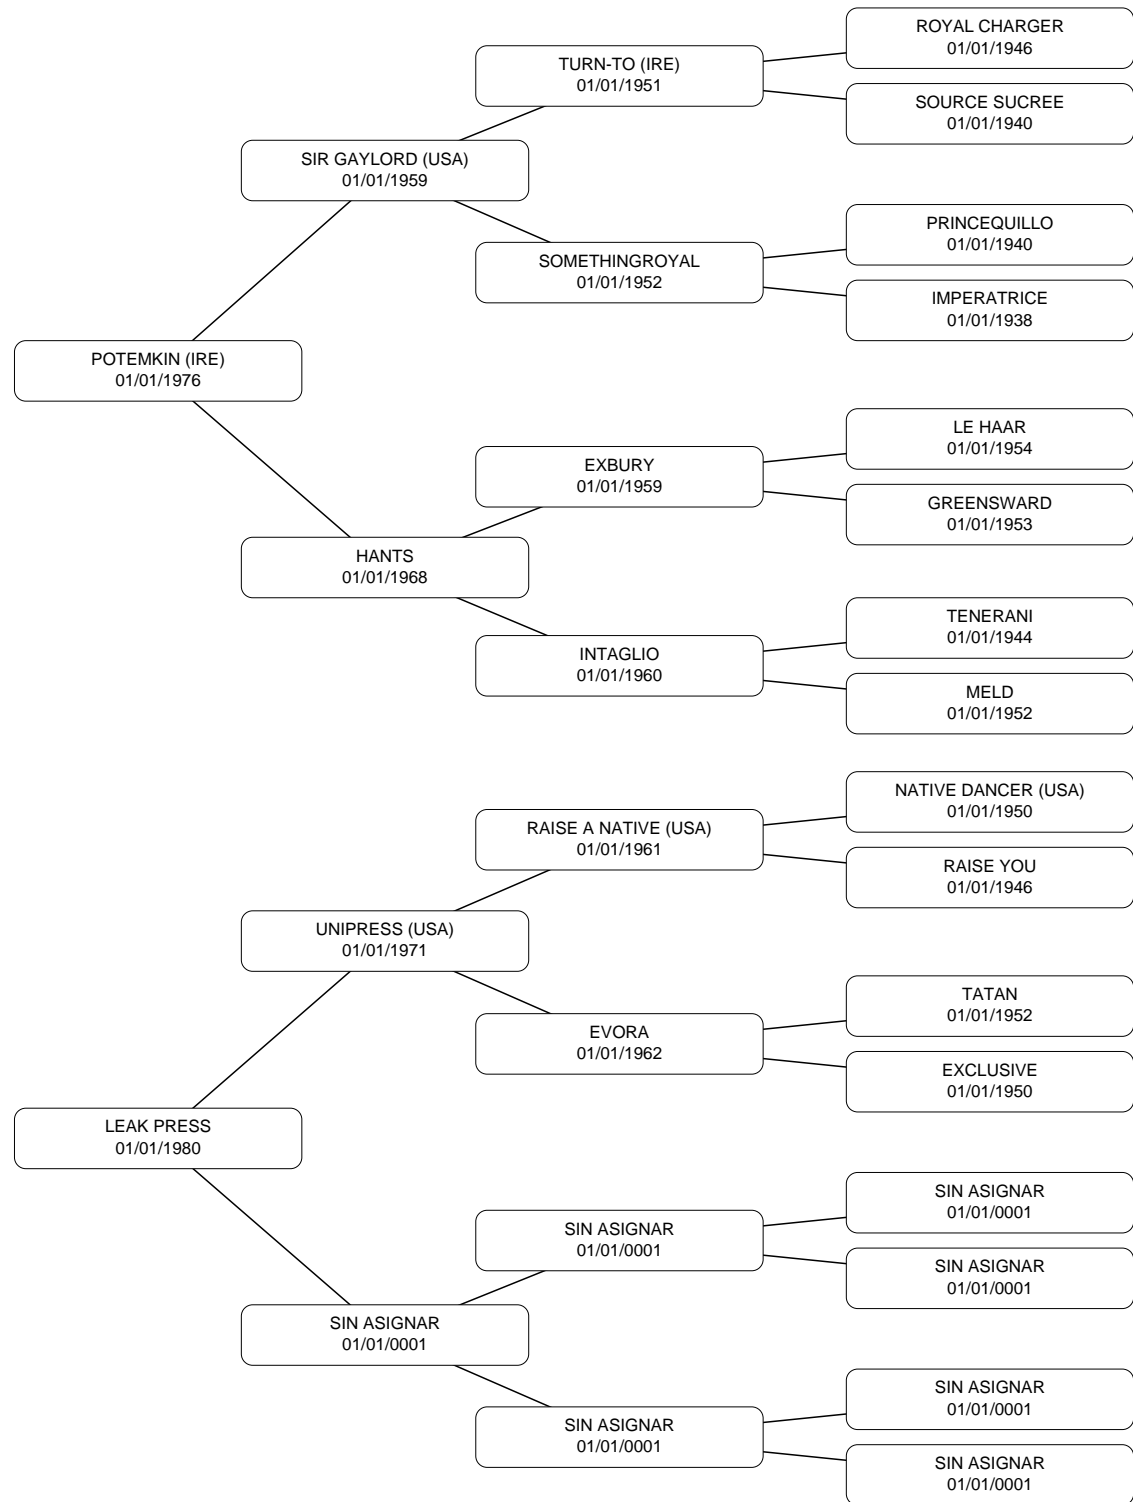 ROYAL CHARGER
01/01/1946
TURN-TO (IRE)
01/01/1951
SOURCE SUCREE
01/01/1940
SIR GAYLORD (USA)
01/01/1959
PRINCEQUILLO
01/01/1940
SOMETHINGROYAL
01/01/1952
IMPERATRICE
01/01/1938
POTEMKIN (IRE)
01/01/1976
LE HAAR
01/01/1954
EXBURY
01/01/1959
GREENSWARD
01/01/1953
HANTS
01/01/1968
TENERANI
01/01/1944
INTAGLIO
01/01/1960
MELD
01/01/1952
NATIVE DANCER (USA)
01/01/1950
RAISE A NATIVE (USA)
01/01/1961
RAISE YOU
01/01/1946
UNIPRESS (USA)
01/01/1971
TATAN
01/01/1952
EVORA
01/01/1962
EXCLUSIVE
01/01/1950
LEAK PRESS
01/01/1980
SIN ASIGNAR
01/01/0001
SIN ASIGNAR
01/01/0001
SIN ASIGNAR
01/01/0001
SIN ASIGNAR
01/01/0001
SIN ASIGNAR
01/01/0001
SIN ASIGNAR
01/01/0001
SIN ASIGNAR
01/01/0001